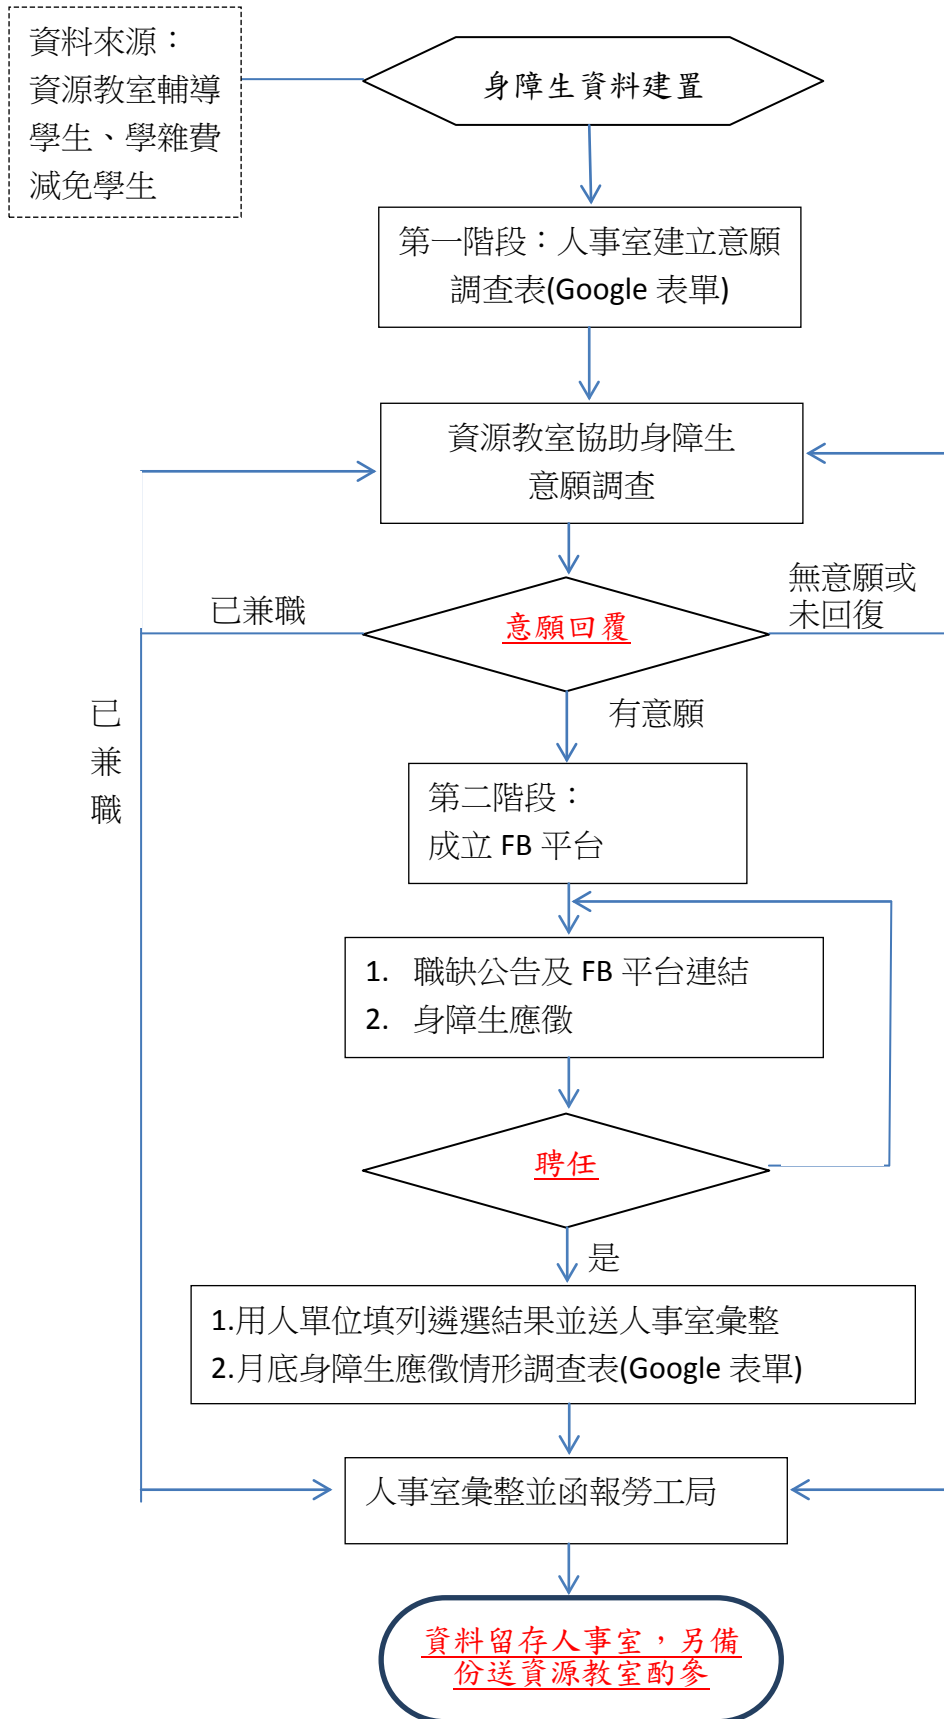 資料來源：
資源教室輔導
學生、學雜費
減免學生
身障生資料建置
第一階段：人事室建立意願
調查表(Google 表單)
資源教室協助身障生
意願調查
已兼職
意願回覆
無意願或
未回復
已
兼
職
有意願
第二階段：
成立 FB 平台
1. 職缺公告及 FB 平台連結
2. 身障生應徵
聘任
是
1.用人單位填列遴選結果並送人事室彙整
2.月底身障生應徵情形調查表(Google 表單)
人事室彙整並函報勞工局
資料留存人事室，另備
份送資源教室酌參